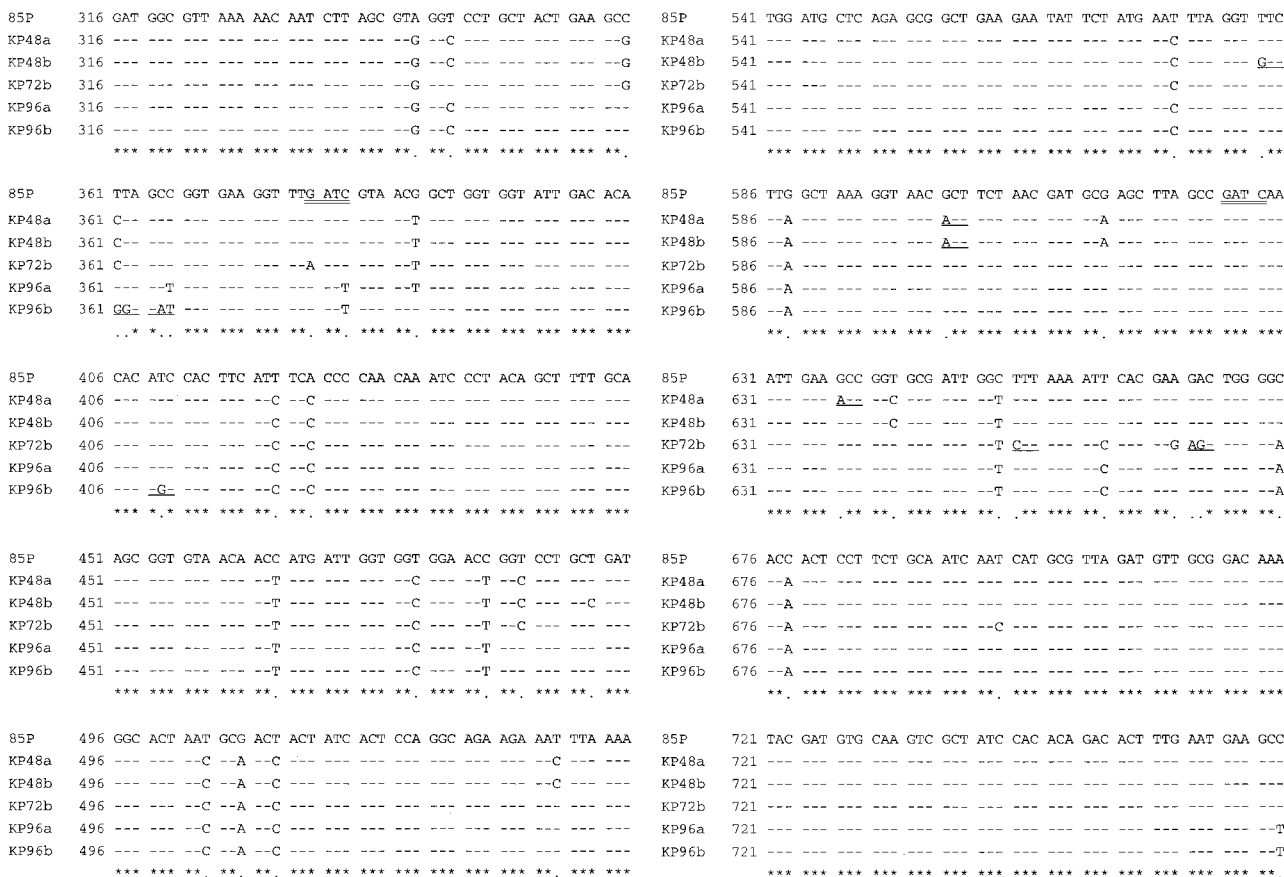 85P 316 GAT GGC GTT AAA AAC AAT CTT AGC GTA GGT CCT GCT ACT GAA GCC
KP48a 316 --- --- --- --- --- --- --- --- --G --C --- --- --- --- --G
KP48b 316 --- --- --- --- --- --- --- --- --G --C --- --- --- --- --G
KP72b 316 --- --- --- --- --- --- --- --- --G --- --- --- --- --- --G
KP96a 316 --- --- --- --- --- --- --- --- --G --C --- --- --- --- ---
KP96b 316 --- --- --- --- --- --- --- --- --G --C --- --- --- --- ---
*** *** *** *** *** *** *** *** **. **. *** *** *** *** **.
85P 361 TTA GCC GGT GAA GGT TTG ATC GTA ACG GCT GGT GGT ATT GAC ACA
KP48a 361 C-- --- --- --- --- --- --- --- --T --- --- --- --- --- ---
KP48b 361 C-- --- --- --- --- --- --- --- --T --- --- --- --- --- ---
KP72b 361 C-- --- --- --- --- --A --- --- --T --- --- --- --- --- ---
KP96a 361 --- --T --- --- --- --- --T --- --T --- --- --- --- --- ---
KP96b 361 GG- -AT --- --- --- --- --T --- --- --- --- --- --- --- ---
..* *.. *** *** *** **. **. *** **. *** *** *** *** *** ***
85P 406 CAC ATC CAC TTC ATT TCA CCC CAA CAA ATC CCT ACA GCT TTT GCA
KP48a 406 --- --- --- --- --C --C --- --- --- --- --- --- --- --- ---
KP48b 406 --- --- --- --- --C --C --- --- --- --- --- --- --- --- ---
KP72b 406 --- --- --- --- --C --C --- --- --- --- --- --- --- --- ---
KP96a 406 --- --- --- --- --C --C --- --- --- --- --- --- --- --- ---
KP96b 406 --- -G- --- --- --C --C --- --- --- --- --- --- --- --- ---
*** *.* *** *** **. **. *** *** *** *** *** *** *** *** ***
85P 451 AGC GGT GTA ACA ACC ATG ATT GGT GGT GGA ACC GGT CCT GCT GAT
KP48a 451 --- --- --- --- --T --- --- --- --C --- --T --C --- --- ---
KP48b 451 --- --- --- --- --T --- --- --- --C --- --T --C --- --C ---
KP72b 451 --- --- --- --- --T --- --- --- --C --- --T --C --- --- ---
KP96a 451 --- --- --- --- --T --- --- --- --C --- --T --- --- --- ---
KP96b 451 --- --- --- --- --T --- --- --- --C --- --T --- --- --- ---
*** *** *** *** **. *** *** *** **. *** **. **. *** **. ***
85P 496 GGC ACT AAT GCG ACT ACT ATC ACT CCA GGC AGA AGA AAT TTA AAA
KP48a 496 --- --- --C --A --C --- --- --- --- --- --- --- --C --- ---
KP48b 496 --- --- --C --A --C --- --- --- --- --- --- --- --C --- ---
KP72b 496 --- --- --C --A --C --- --- --- --- --- --- --- --- --- ---
KP96a 496 --- --- --C --A --C --- --- --- --- --- --- --- --- --- ---
KP96b 496 --- --- --C --A --C --- --- --- --- --- --- --- --- --- ---
*** *** **. **. **. *** *** *** *** *** *** *** **. *** ***
85P 541 TGG ATG CTC AGA GCG GCT GAA GAA TAT TCT ATG AAT TTA GGT TTC
KP48a 541 --- --- --- --- --- --- --- --- --- --- --- --C --- --- ---
KP48b 541 --- --- --- --- --- --- --- --- --- --- --- --C --- --- G--
KP72b 541 --- --- --- --- --- --- --- --- --- --- --- --C --- --- ---
KP96a 541 --- --- --- --- --- --- --- --- --- --- --- --C --- --- ---
KP96b 541 --- --- --- --- --- --- --- --- --- --- --- --C --- --- ---
*** *** *** *** *** *** *** *** *** *** *** **. *** *** .**
85P 586 TTG GCT AAA GGT AAC GCT TCT AAC GAT GCG AGC TTA GCC GAT CAA
KP48a 586 --A --- --- --- --- A-- --- --- --- --A --- --- --- --- ---
KP48b 586 --A --- --- --- --- A-- --- --- --- --A --- --- --- --- ---
KP72b 586 --A --- --- --- --- --- --- --- --- --- --- --- --- --- ---
KP96a 586 --A --- --- --- --- --- --- --- --- --- --- --- --- --- ---
KP96b 586 --A --- --- --- --- --- --- --- --- --- --- --- --- --- ---
**. *** *** *** *** .** *** *** *** **. *** *** *** *** ***
85P 631 ATT GAA GCC GGT GCG ATT GGC TTT AAA ATT CAC GAA GAC TGG GGC
KP48a 631 --- --- A-- --C --- --- --T --- --- --- --- --- --- --- ---
KP48b 631 --- --- --- --C --- --- --T --- --- --- --- --- --- --- ---
KP72b 631 --- --- --- --- --- --- --T C-- --- --C --- --G AG- --- --A
KP96a 631 --- --- --- --- --- --- --T --- --- --C --- --- --- --- --A
KP96b 631 --- --- --- --- --- --- --T --- --- --C --- --- --- --- --A
*** *** .** **. *** *** **. .** *** **. *** **. ..* *** **.
85P 676 ACC ACT CCT TCT GCA ATC AAT CAT GCG TTA GAT GTT GCG GAC AAA
KP48a 676 --A --- --- --- --- --- --- --- --- --- --- --- --- --- ---
KP48b 676 --A --- --- --- --- --- --- --- --- --- --- --- --- --- ---
KP72b 676 --A --- --- --- --- --- --C --- --- --- --- --- --- --- ---
KP96a 676 --A --- --- --- --- --- --- --- --- --- --- --- --- --- ---
KP96b 676 --A --- --- --- --- --- --- --- --- --- --- --- --- --- ---
**. *** *** *** *** *** **. *** *** *** *** *** *** *** ***
85P 721 TAC GAT GTG CAA GTC GCT ATC CAC ACA GAC ACT TTG AAT GAA GCC
KP48a 721 --- --- --- --- --- --- --- --- --- --- --- --- --- --- ---
KP48b 721 --- --- --- --- --- --- --- --- --- --- --- --- --- --- ---
KP72b 721 --- --- --- --- --- --- --- --- --- --- --- --- --- --- ---
KP96a 721 --- --- --- --- --- --- --- --- --- --- --- --- --- --- --T
KP96b 721 --- --- --- --- --- --- --- --- --- --- --- --- --- --- --T
*** *** *** *** *** *** *** *** *** *** *** *** *** *** **.